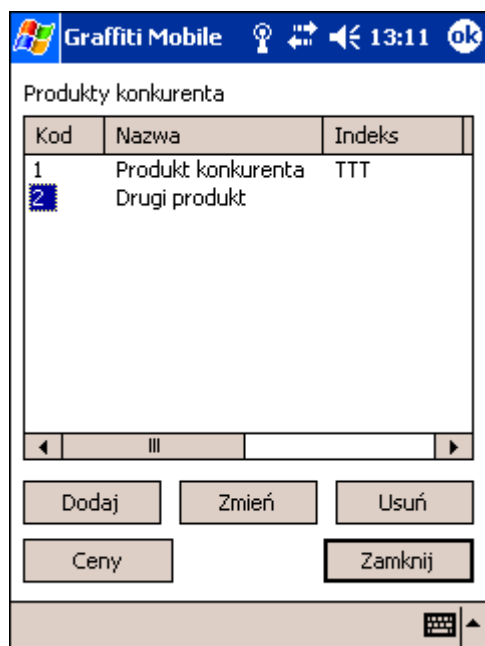 Graffiti Mobile 13:11 ok
Produkty konkurenta
Kod Nazwa Indeks
1 Produkt konkurenta TTT
2 Drugi produkt
Dodaj Zmień Usuń
Ceny Zamknij